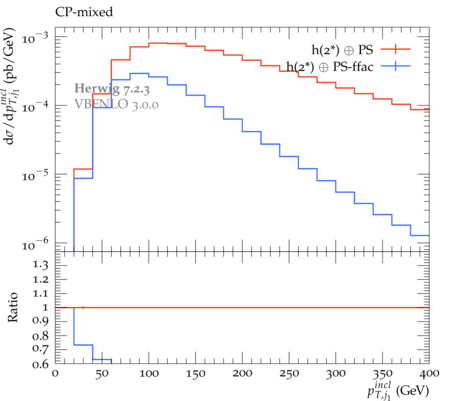 CP-mixed
h(2*) ⊕ PS
h(2*) ⊕ PS-ffac
Herwig 7.2.3
VBFNLO 3.0.0
dσ/dp_{T,j_1}^{incl} (pb/GeV)
10^{-3}
10^{-4}
10^{-5}
10^{-6}
Ratio
1.3
1.2
1.1
1
0.9
0.8
0.7
0.6
0 50 100 150 200 250 300 350 400
p_{T,j_1}^{incl} (GeV)